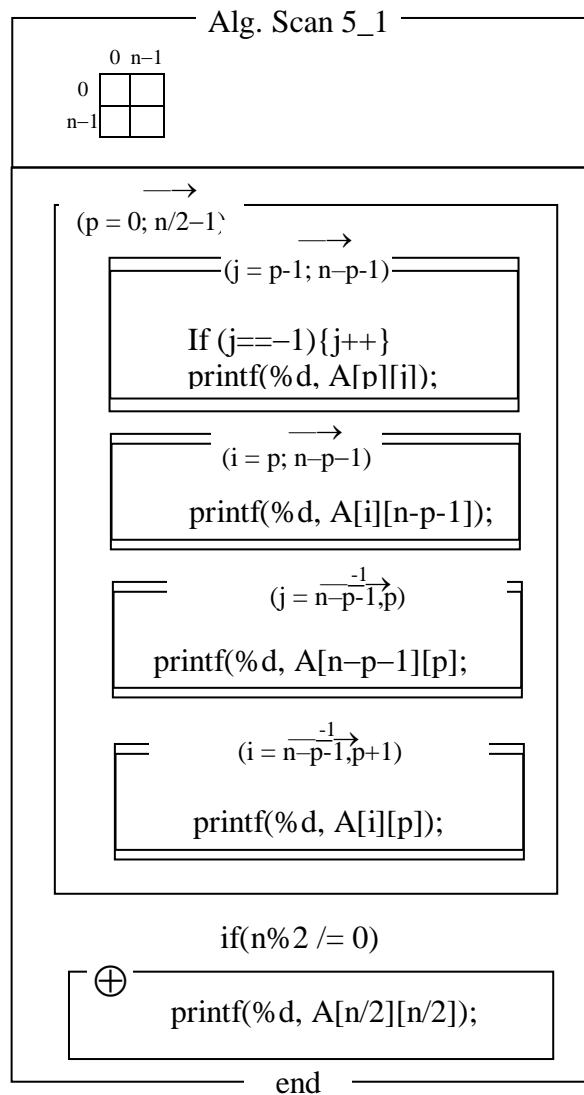 Alg. Scan 5_1
0 n–1
0
n–1
(p = 0; n/2–1)
(j = p-1; n–p-1)
If (j==–1){j++}
printf(%d, A[p][j]);
(i = p; n–p–1)
printf(%d, A[i][n-p-1]);
-1
(j = n–p-1,p)
printf(%d, A[n–p–1][p];
-1
(i = n–p-1,p+1)
printf(%d, A[i][p]);
if(n%2 /= 0)
printf(%d, A[n/2][n/2]);
end